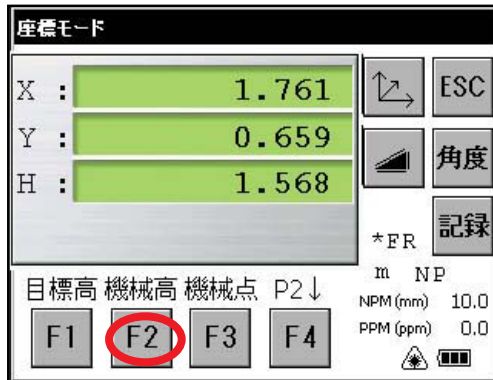 座標モード
X : 1.761
Y : 0.659
H : 1.568
ESC
角度
記録
*FR
m NP
NPM (mm) 10.0
PPM (ppm) 0.0
目標高 機械高 機械点 P2↓
F1 F2 F3 F4